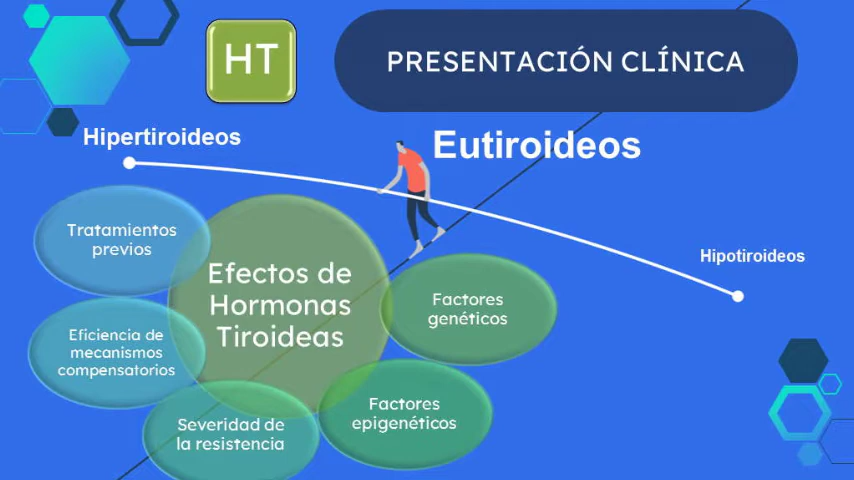 HT
PRESENTACIÓN CLÍNICA
Hipertiroideos
Eutiroideos
Hipotiroideos
Tratamientos
previos
Efectos de
Hormonas
Tiroideas
Factores
genéticos
Eficiencia de
mecanismos
compensatorios
Factores
epigenéticos
Severidad de
la resistencia